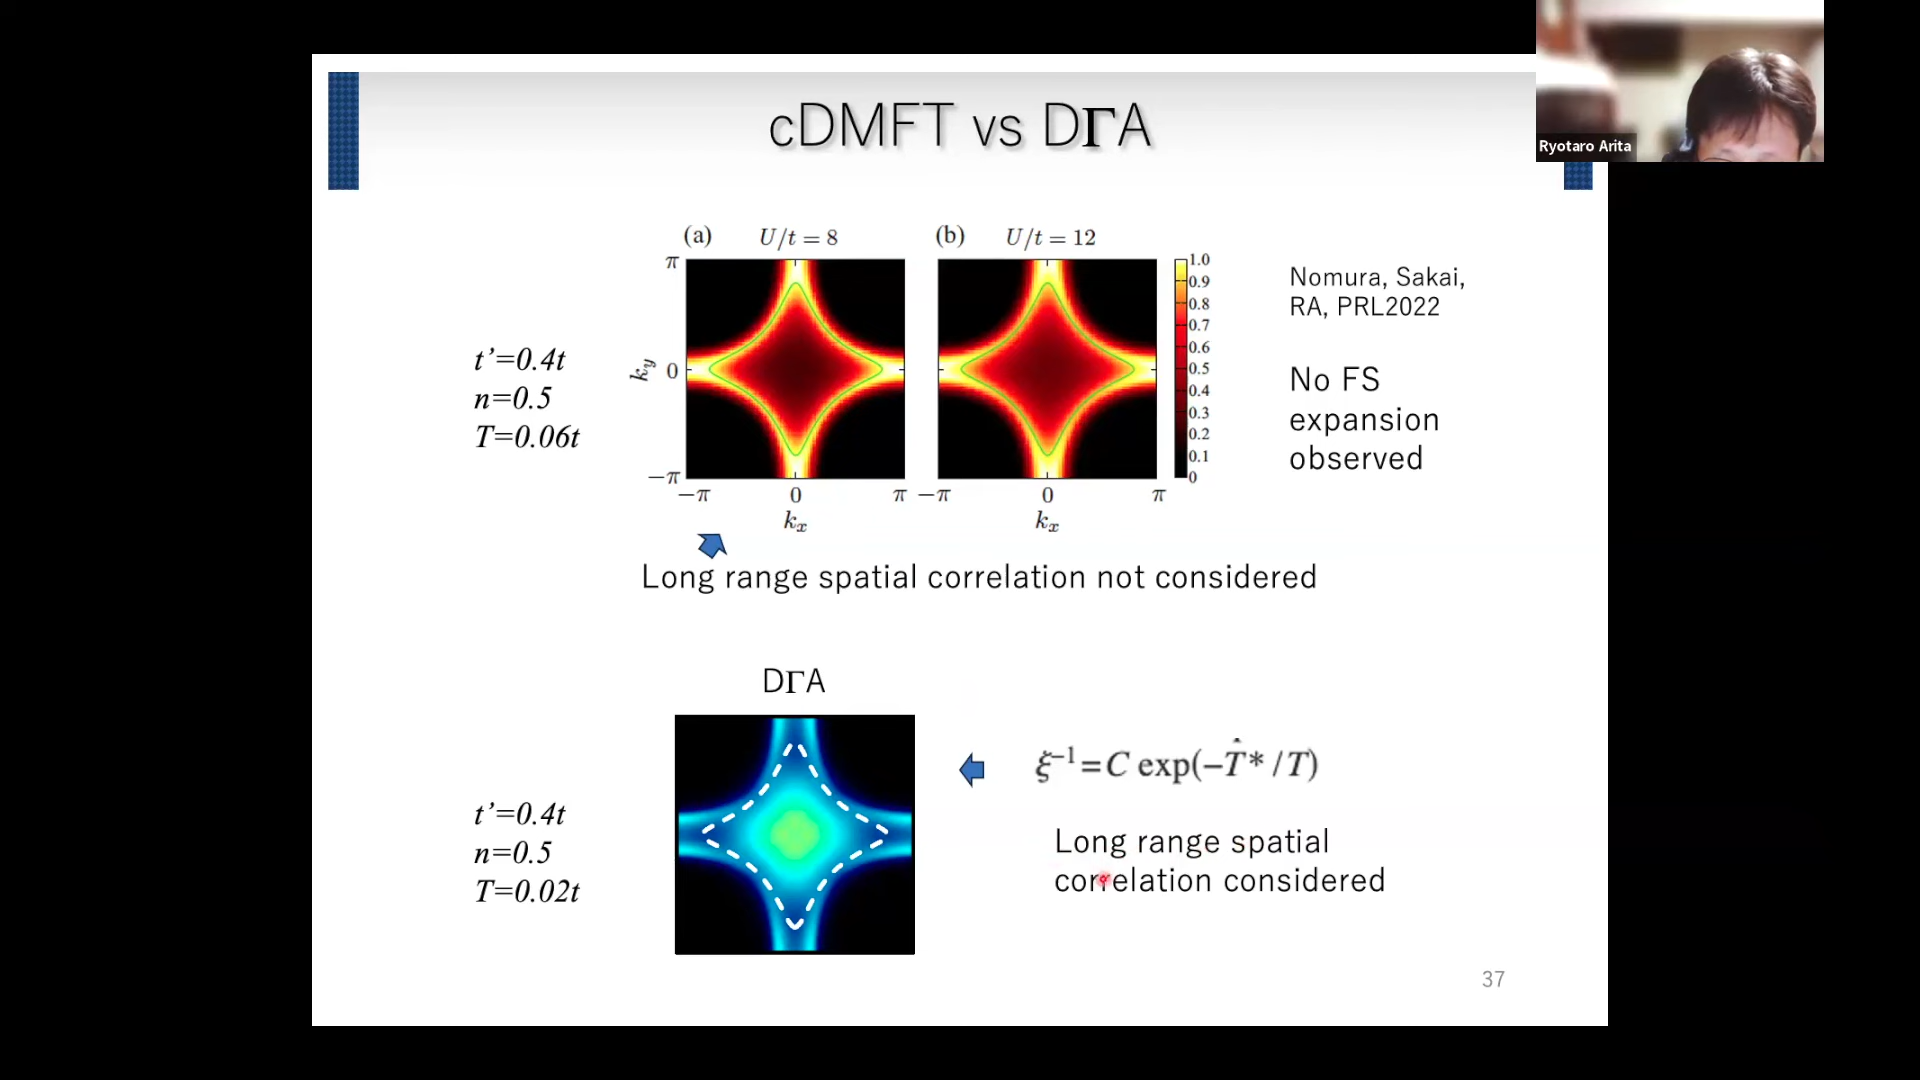 cDMFT vs DΓA
Ryotaro Arita
(a) U/t = 8 (b) U/t = 12
π
0
−π
k_y
−π 0 π −π 0 π
k_x k_x
1.0
0.9
0.8
0.7
0.6
0.5
0.4
0.3
0.2
0.1
0
t'=0.4t
n=0.5
T=0.06t
Nomura, Sakai,
RA, PRL2022
No FS
expansion
observed
Long range spatial correlation not considered
DΓA
t'=0.4t
n=0.5
T=0.02t
ξ⁻¹=C exp(−T* /T)
Long range spatial
correlation considered
37